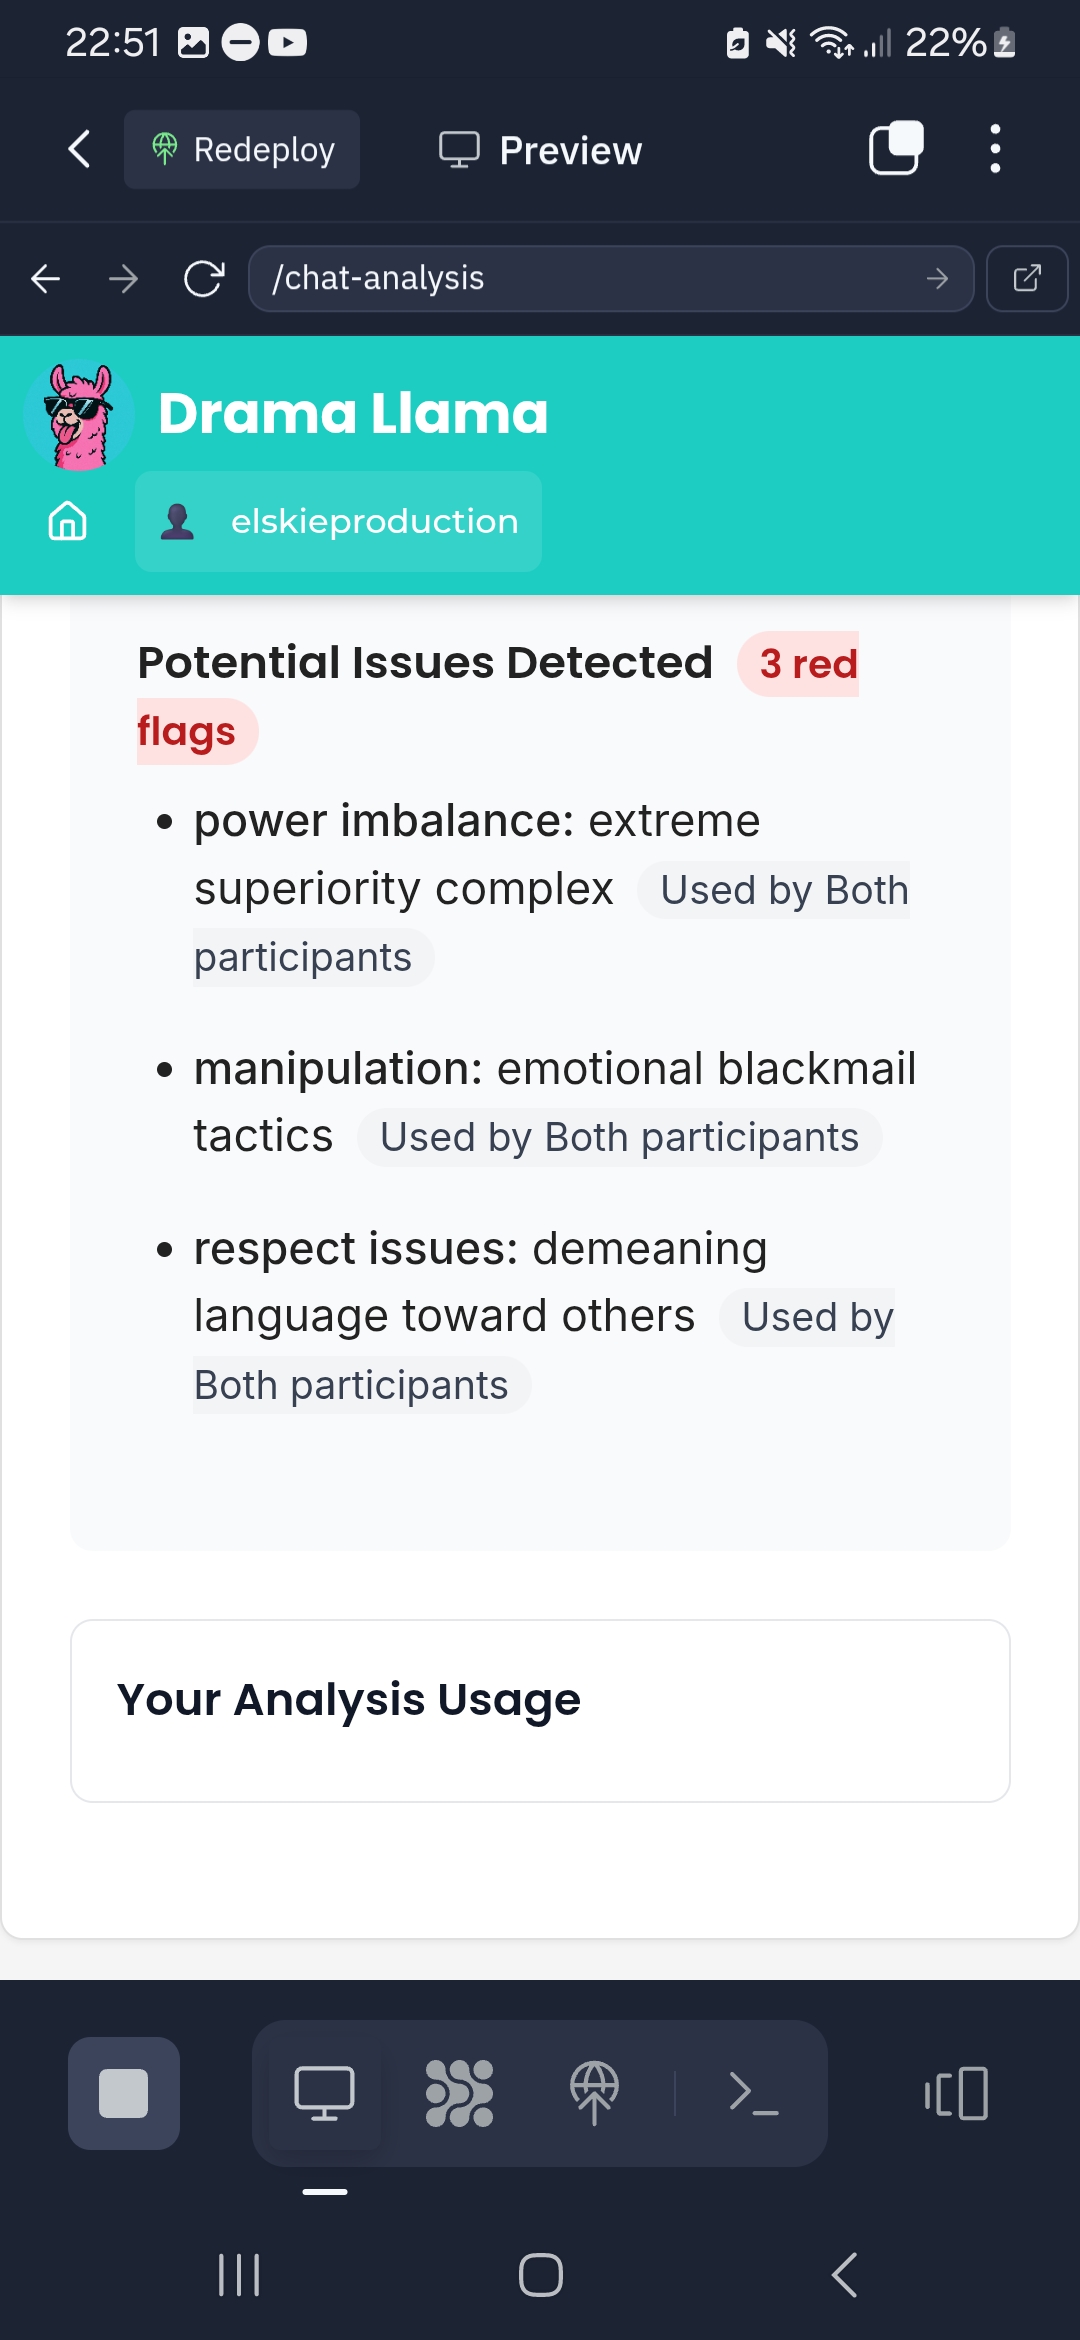 22:51
22%
Redeploy
Preview
/chat-analysis
Drama Llama
elskieproduction
Potential Issues Detected 3 red
flags
• power imbalance: extreme
superiority complex Used by Both
participants
• manipulation: emotional blackmail
tactics Used by Both participants
• respect issues: demeaning
language toward others Used by
Both participants
Your Analysis Usage